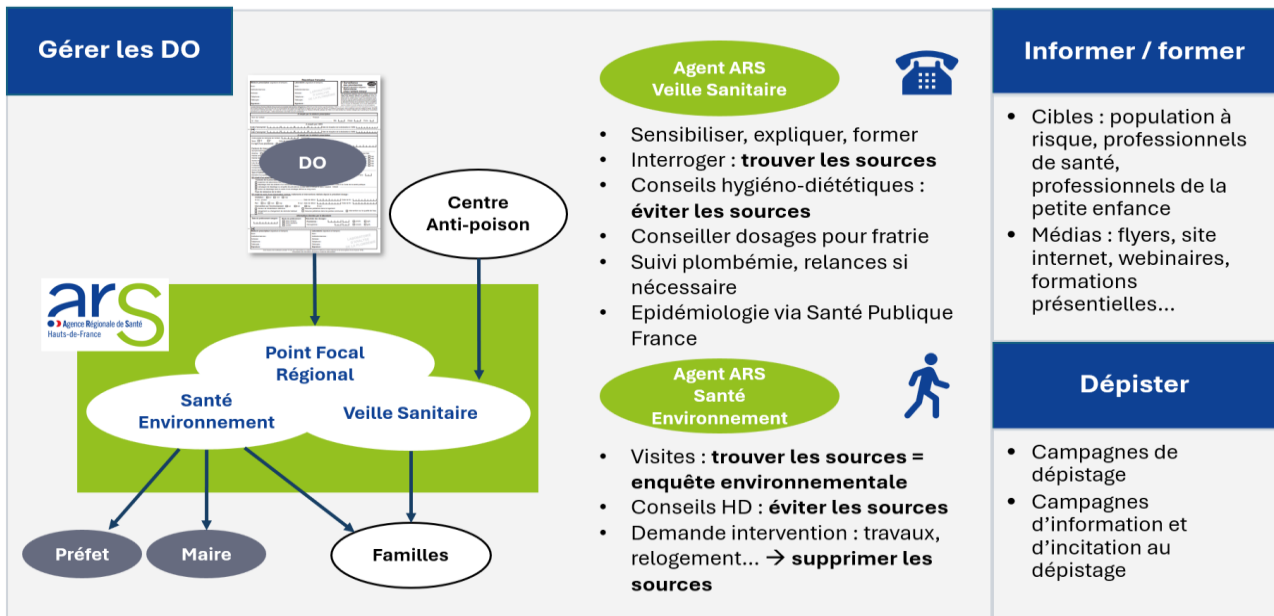 Gérer les DO
DO
Centre
Anti-poison
ars
Agence Régionale de Santé
Hauts-de-France
Point Focal
Régional
Santé
Environnement
Veille Sanitaire
Préfet
Maire
Familles
Agent ARS
Veille Sanitaire
• Sensibiliser, expliquer, former
• Interroger : trouver les sources
• Conseils hygiéno-diététiques :
éviter les sources
• Conseiller dosages pour fratrie
• Suivi plombémie, relances si
nécessaire
• Epidémiologie via Santé Publique
France
Agent ARS
Santé
Environnement
• Visites : trouver les sources =
enquête environnementale
• Conseils HD : éviter les sources
• Demande intervention : travaux,
relogement... → supprimer les
sources
Informer / former
• Cibles : population à
risque, professionnels
de santé,
professionnels de la
petite enfance
• Médias : flyers, site
internet, webinaires,
formations
présentielles...
Dépister
• Campagnes de
dépistage
• Campagnes
d'information et
d'incitation au
dépistage